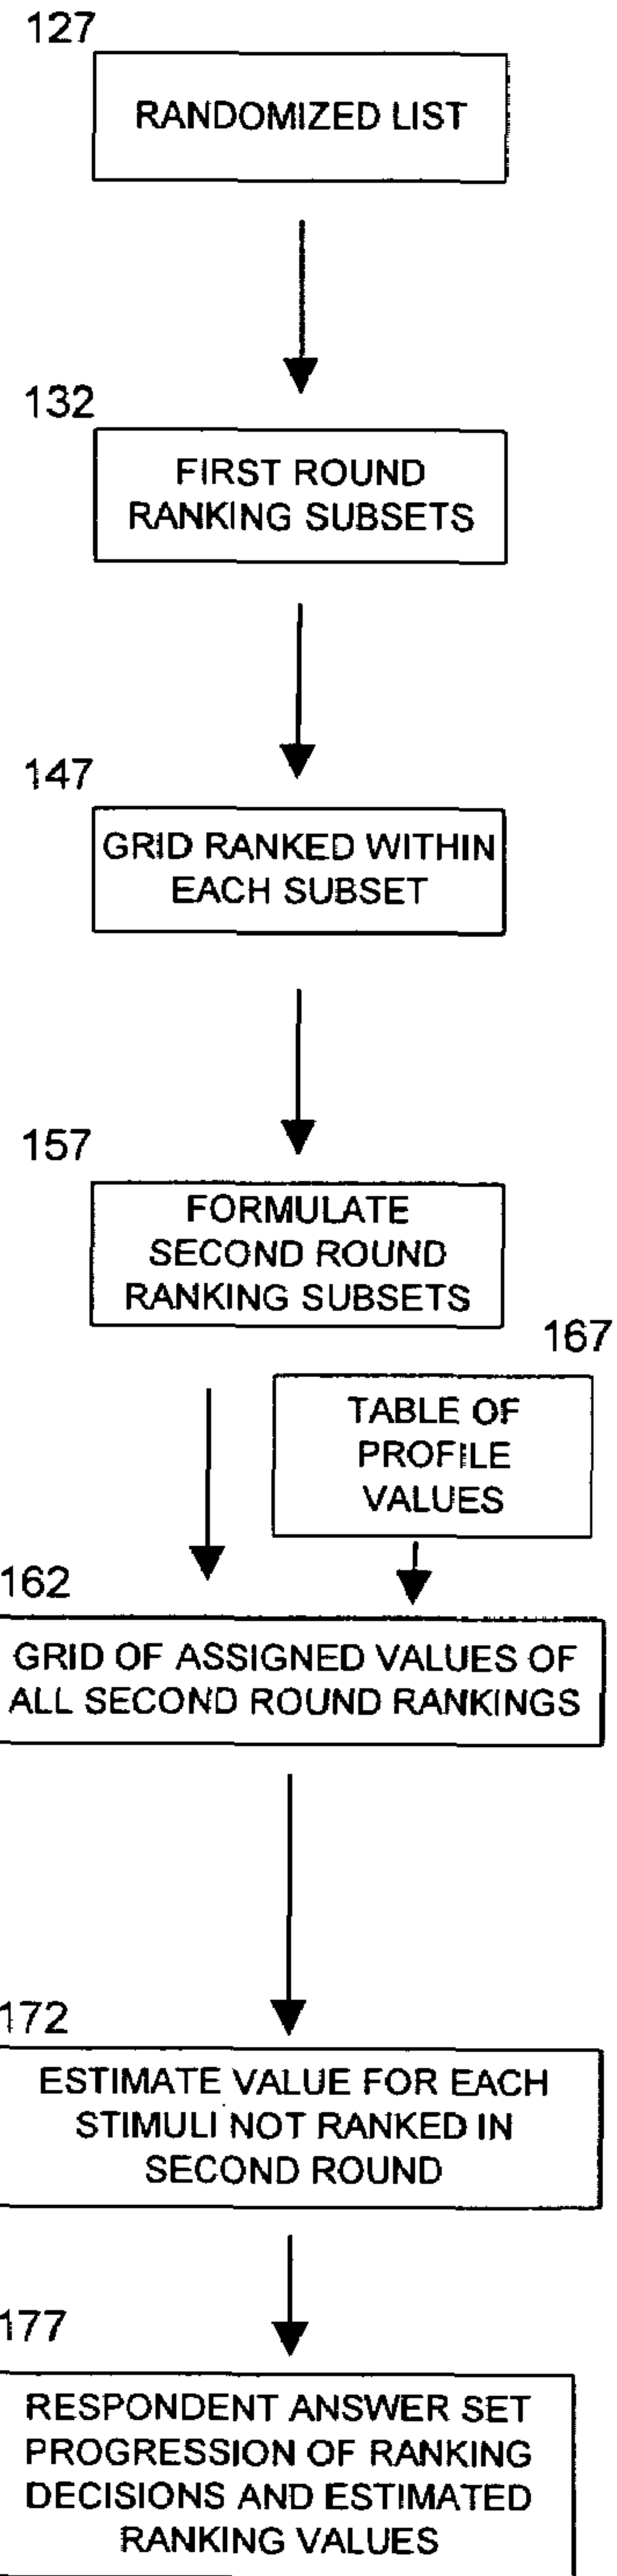 127
RANDOMIZED LIST
132
FIRST ROUND
RANKING SUBSETS
147
GRID RANKED WITHIN
EACH SUBSET
157
FORMULATE
SECOND ROUND
RANKING SUBSETS
167
TABLE OF
PROFILE
VALUES
162
GRID OF ASSIGNED VALUES OF
ALL SECOND ROUND RANKINGS
172
ESTIMATE VALUE FOR EACH
STIMULI NOT RANKED IN
SECOND ROUND
177
RESPONDENT ANSWER SET
PROGRESSION OF RANKING
DECISIONS AND ESTIMATED
RANKING VALUES